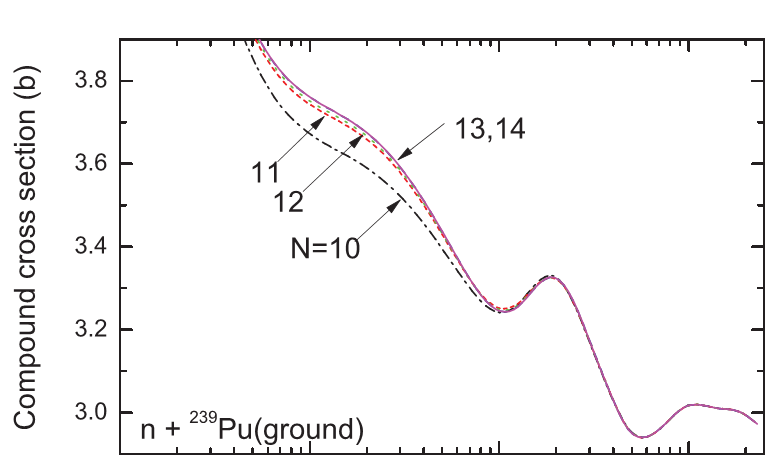 Compound cross section (b)
3.8
3.6
3.4
3.2
3.0
13,14
11
12
N=10
n + ²³⁹Pu(ground)